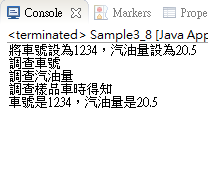 Console
Markers
Prope
<terminated> Sample3_8 [Java App
將車號設為1234，汽油量設為20.5
調查車號
調查汽油量
調查樣品車時得知
車號是1234，汽油量是20.5